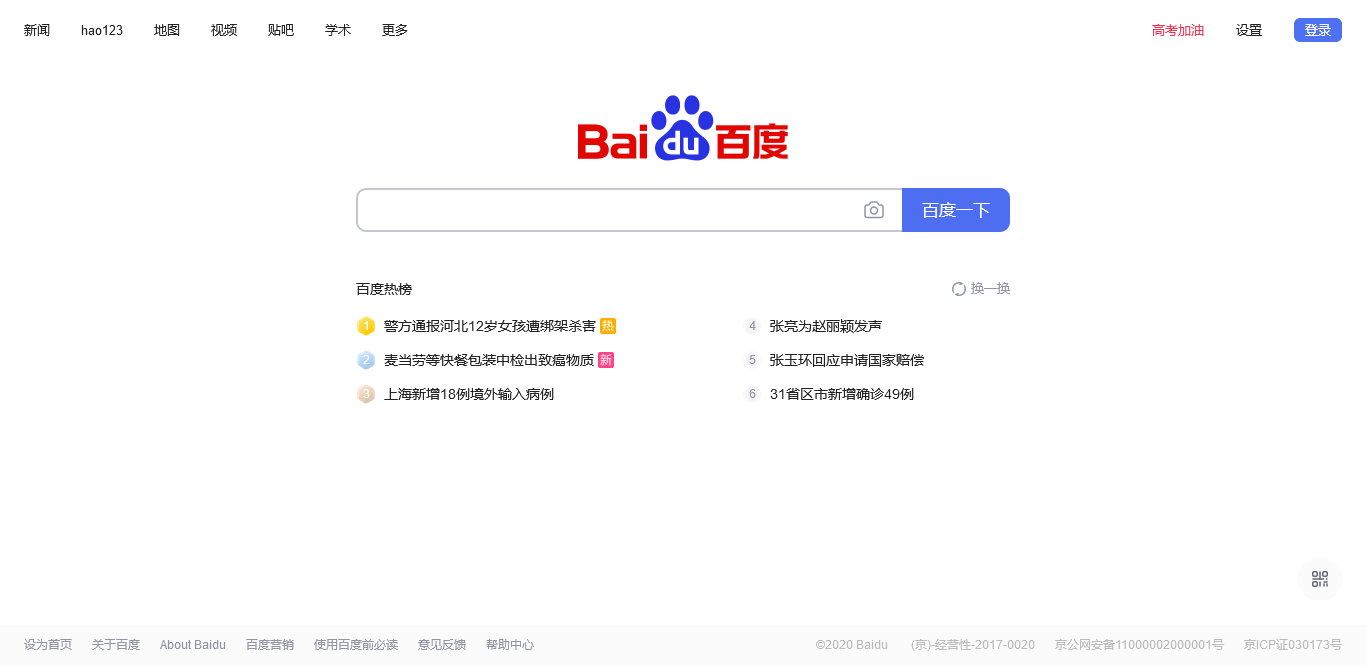 新闻 hao123 地图 视频 贴吧 学术 更多 高考加油 设置 登录
Bai du 百度
百度一下
百度热榜 换一换
1 警方通报河北12岁女孩遭绑架杀害 热
2 麦当劳等快餐包装中检出致癌物质 新
3 上海新增18例境外输入病例
4 张亮为赵丽颖发声
5 张玉环回应申请国家赔偿
6 31省区市新增确诊49例
设为首页 关于百度 About Baidu 百度营销 使用百度前必读 意见反馈 帮助中心 ©2020 Baidu (京)-经营性-2017-0020 京公网安备11000002000001号 京ICP证030173号